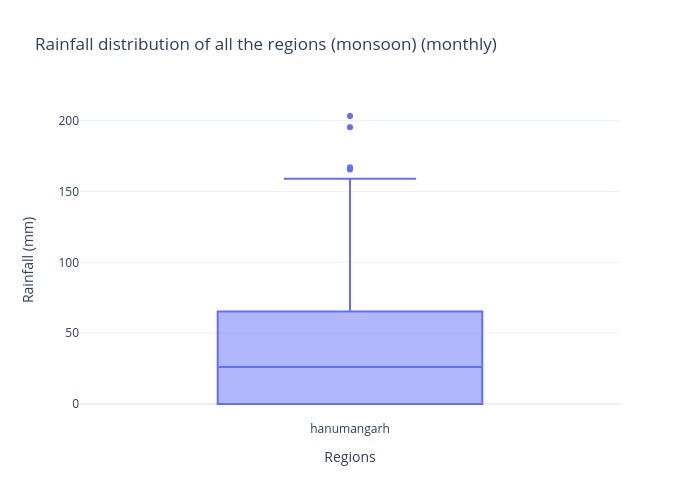 Rainfall distribution of all the regions (monsoon) (monthly)
200
150
100
50
0
Rainfall (mm)
hanumangarh
Regions